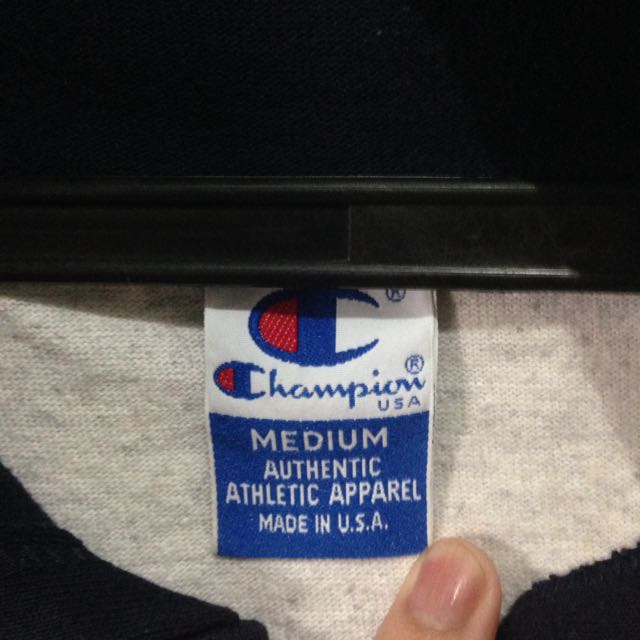 ®
Champion®
USA
MEDIUM
AUTHENTIC
ATHLETIC APPAREL
MADE IN U.S.A.